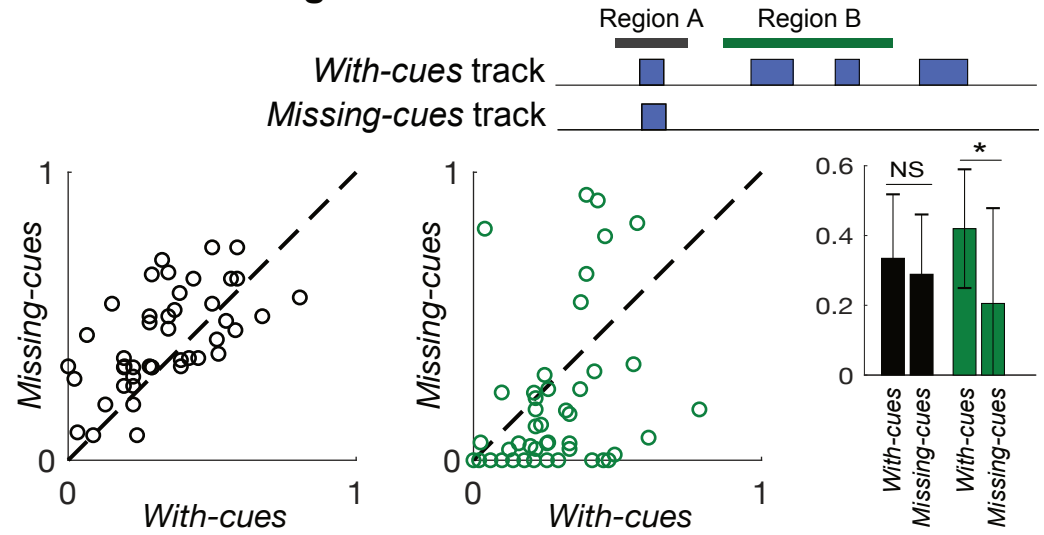 Region A Region B
With-cues track
Missing-cues track
1
Missing-cues
0
0 1
With-cues
1
Missing-cues
0
0 1
With-cues
0.6
0.4
0.2
0
NS
*
With-cues
Missing-cues
With-cues
Missing-cues